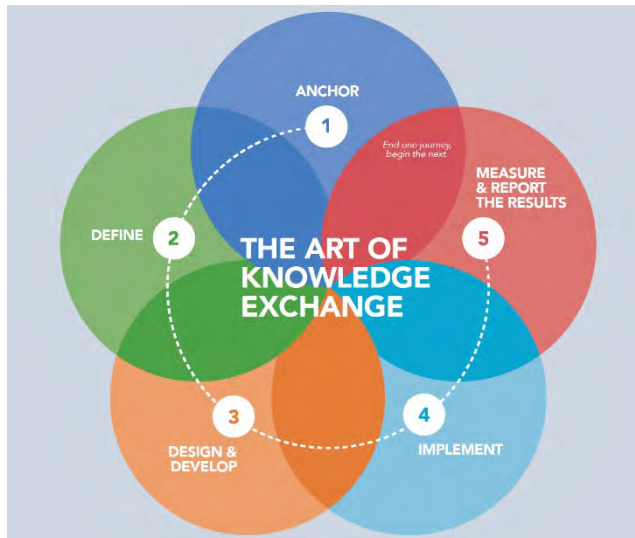 ANCHOR
1
End one journey,
begin the next.
MEASURE
& REPORT
THE RESULTS
5
DEFINE
2
THE ART OF
KNOWLEDGE
EXCHANGE
3
DESIGN &
DEVELOP
4
IMPLEMENT